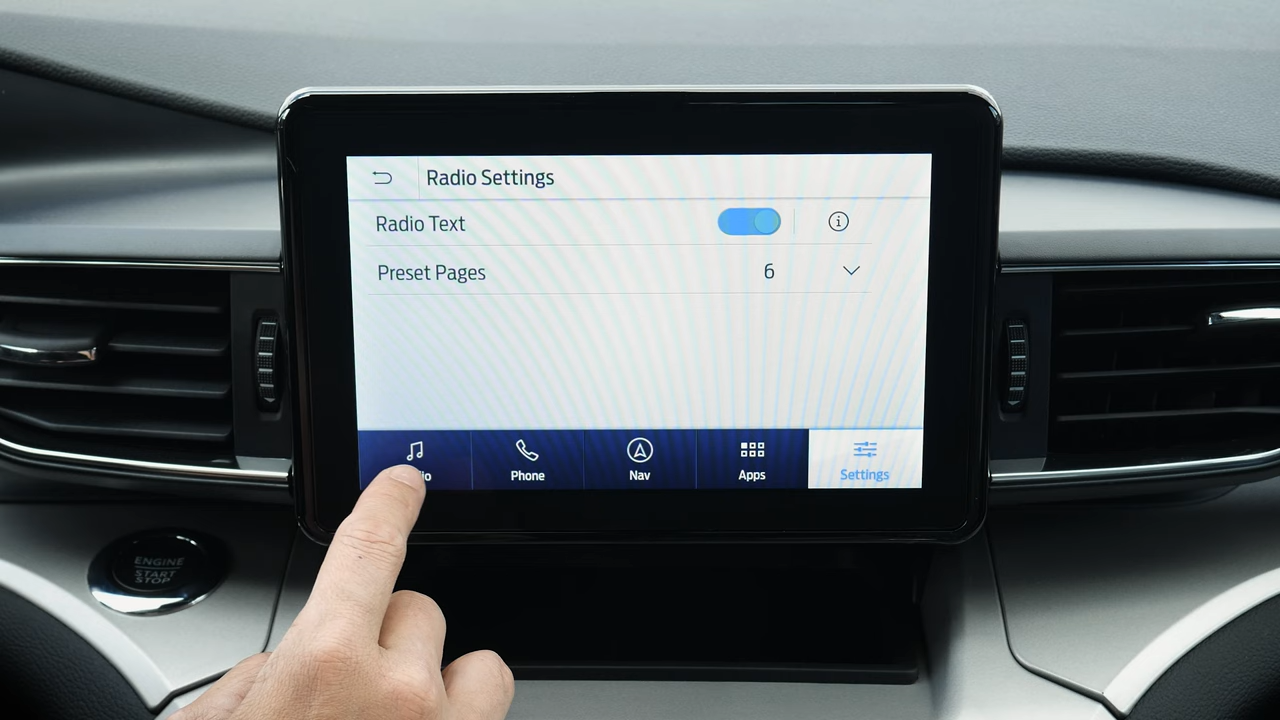 Radio Settings
Radio Text
Preset Pages 6
Phone
Nav
Apps
Settings
ENGINE
START
STOP